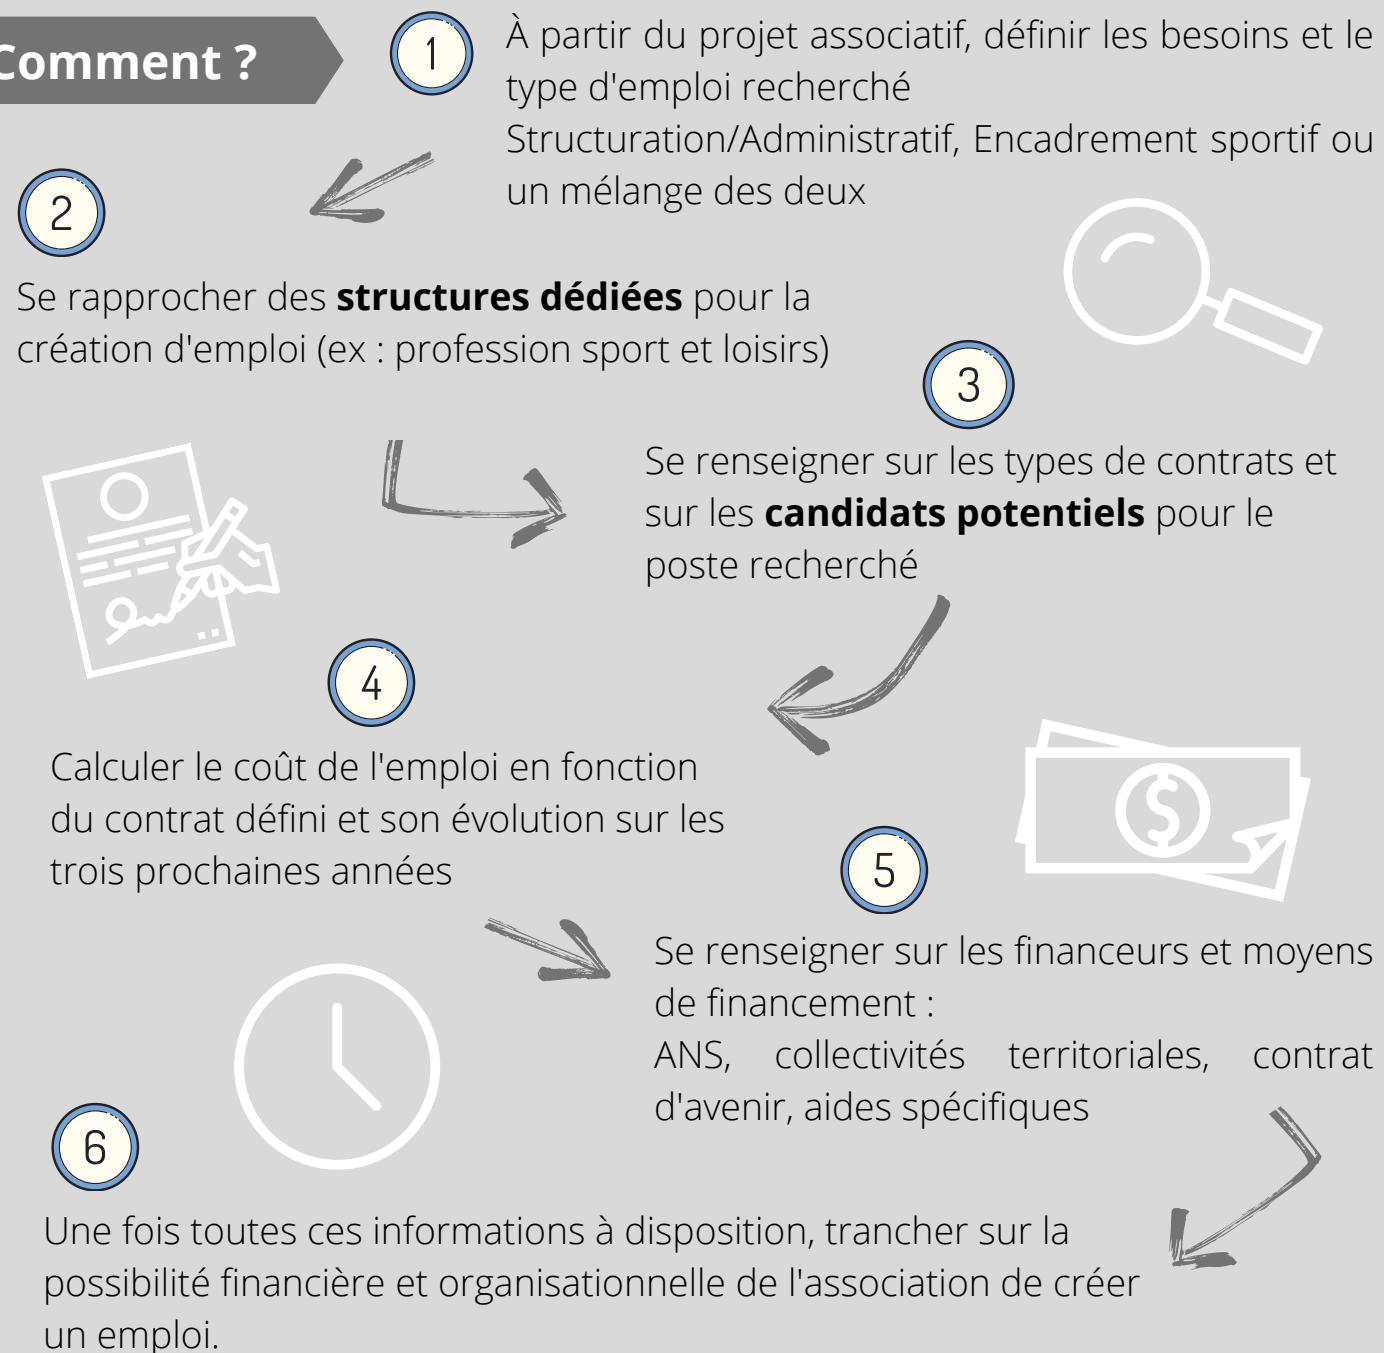 Comment ?
1
À partir du projet associatif, définir les besoins et le
type d'emploi recherché
Structuration/Administratif, Encadrement sportif ou
un mélange des deux
2
Se rapprocher des structures dédiées pour la
création d'emploi (ex : profession sport et loisirs)
3
Se renseigner sur les types de contrats et
sur les candidats potentiels pour le
poste recherché
4
Calculer le coût de l'emploi en fonction
du contrat défini et son évolution sur les
trois prochaines années
$
5
Se renseigner sur les financeurs et moyens
de financement :
ANS, collectivités territoriales, contrat
d'avenir, aides spécifiques
6
Une fois toutes ces informations à disposition, trancher sur la
possibilité financière et organisationnelle de l'association de créer
un emploi.